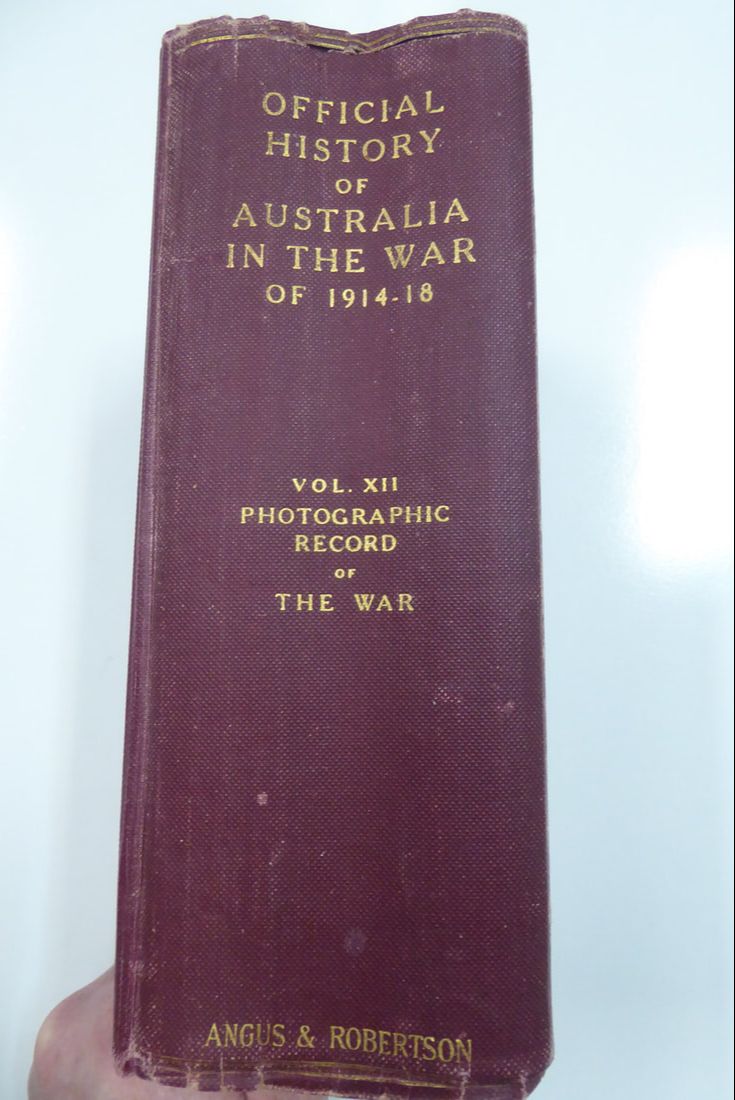 OFFICIAL
HISTORY
OF
AUSTRALIA
IN THE WAR
OF 1914-18
VOL. XII
PHOTOGRAPHIC
RECORD
OF
THE WAR
ANGUS & ROBERTSON